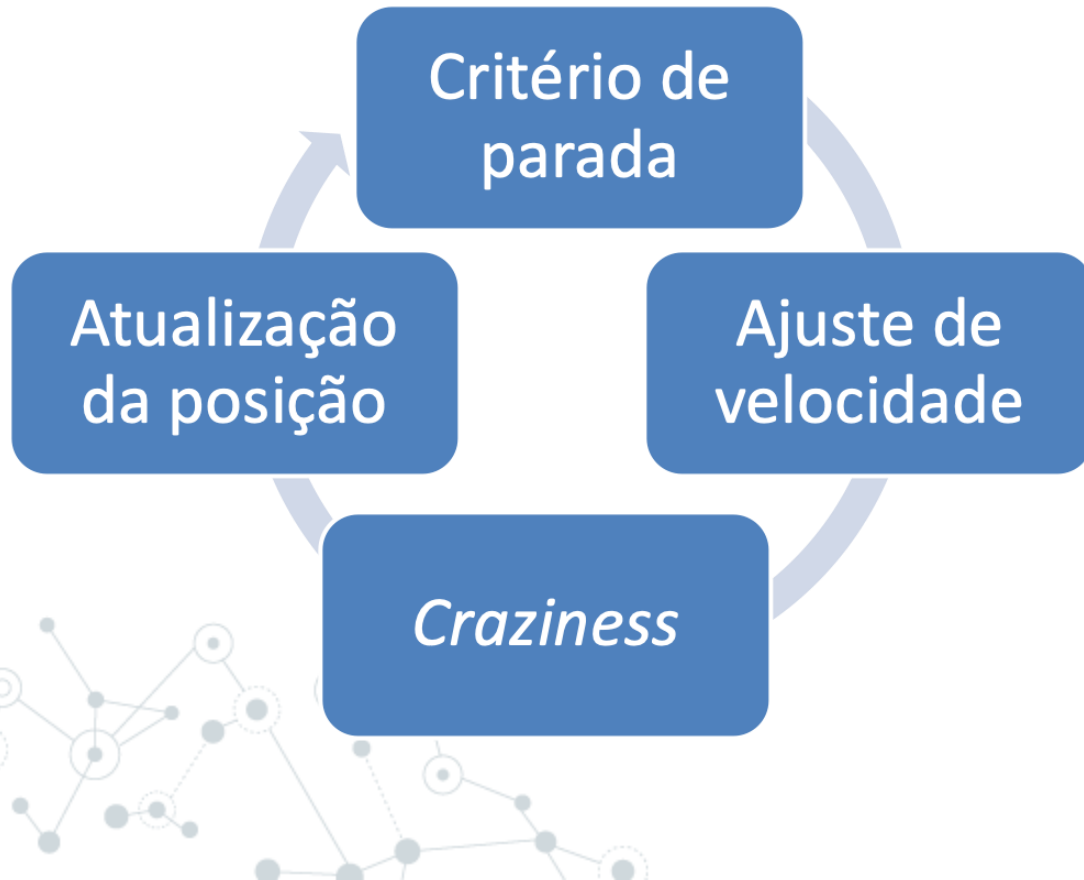 Critério de
parada
Atualização
da posição
Ajuste de
velocidade
Craziness